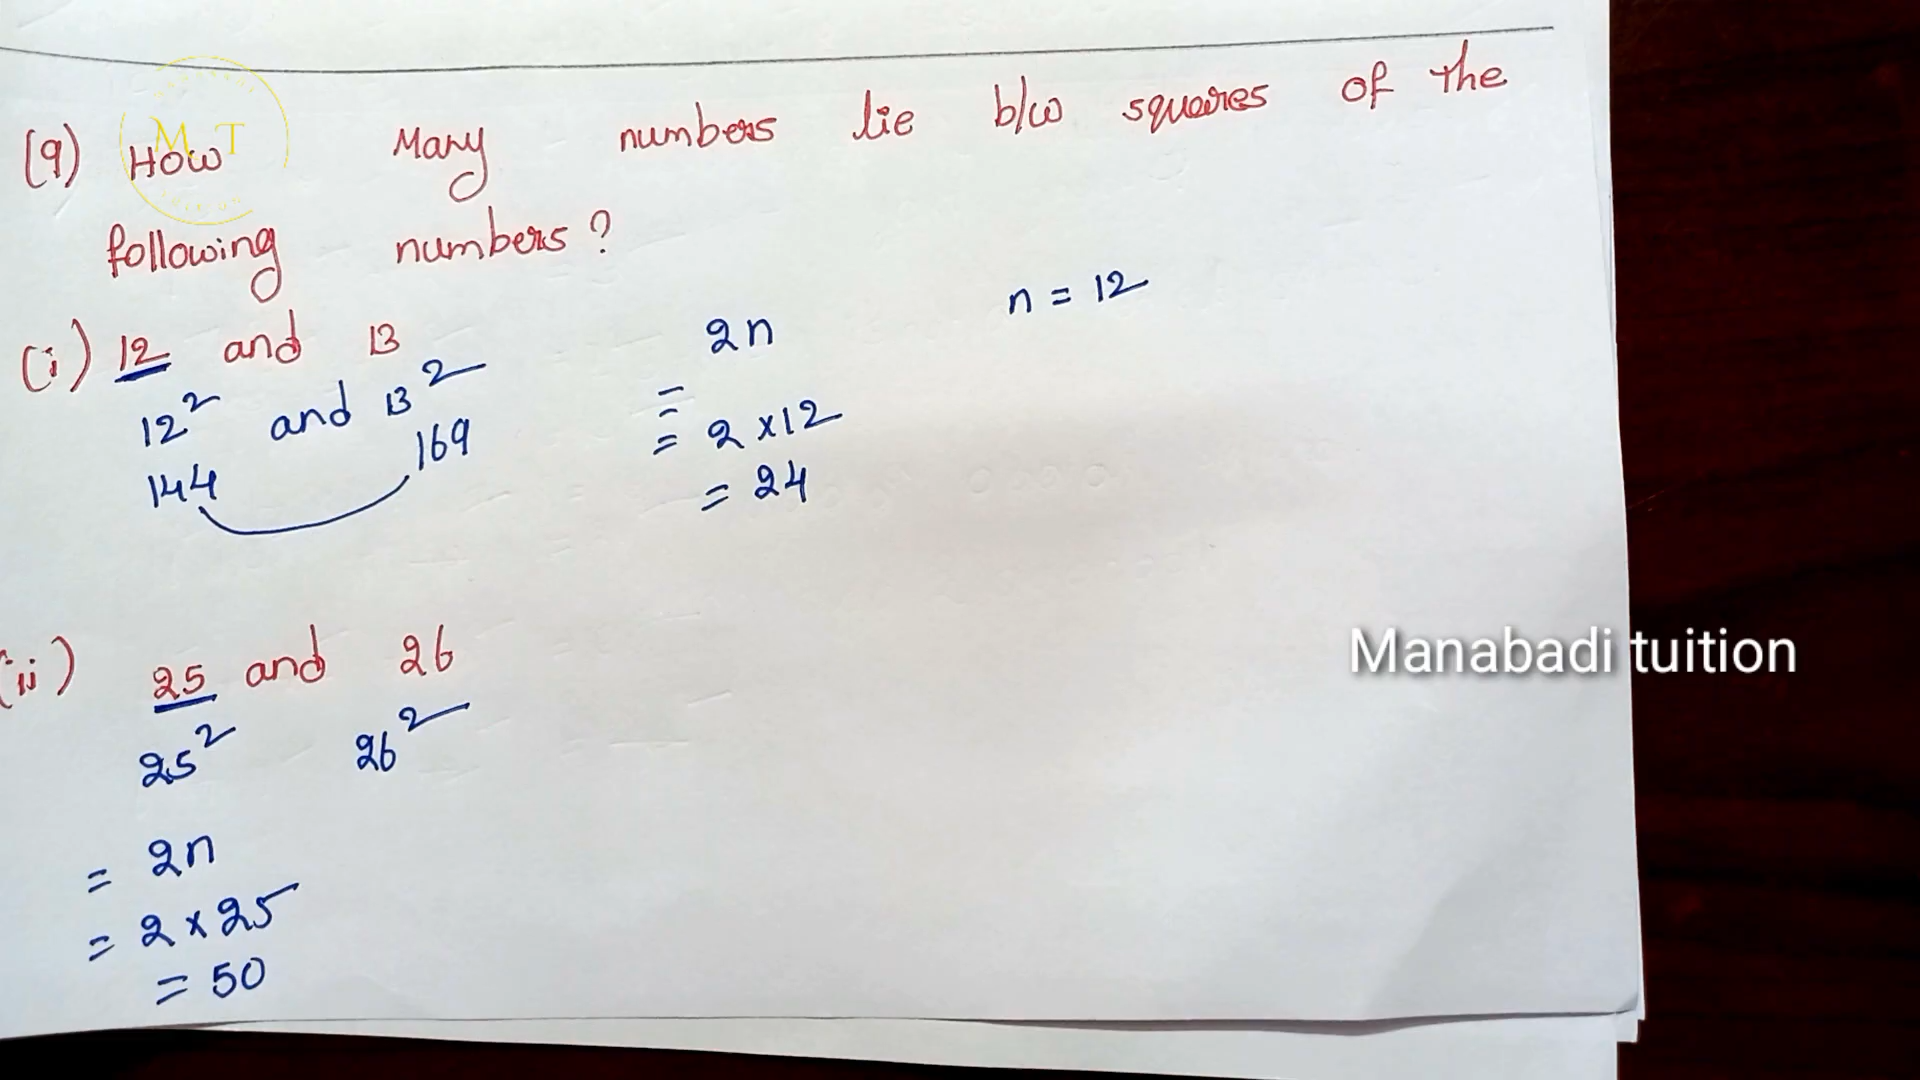 (9) How Many numbers lie b/w squares of the
following numbers?
(i) 12 and 13
12² and 13²
144 169
n = 12
2n
=
= 2 × 12
= 24
(ii) 25 and 26
25² 26²
= 2n
= 2 × 25
= 50
M T
Manabadi tuition